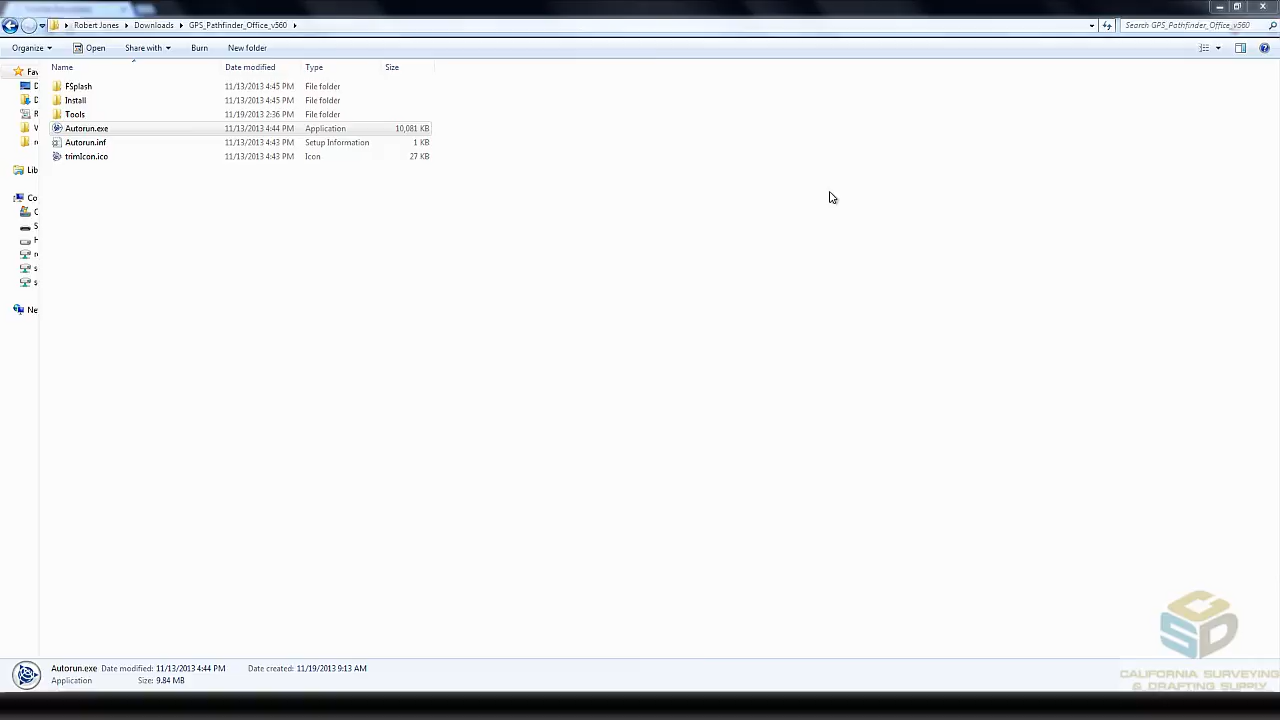 Robert Jones Downloads GPS_Pathfinder_Office_v560 Search GPS_Pathfinder_Office_v560
Organize Open Share with Burn New folder
Name Date modified Type Size
Fav
FSplash 11/13/2013 4:45 PM File folder
Install 11/13/2013 4:45 PM File folder
Tools 11/19/2013 2:36 PM File folder
Autorun.exe 11/13/2013 4:44 PM Application 10,081 KB
Autorun.inf 11/13/2013 4:43 PM Setup Information 1 KB
trimIcon.ico 11/13/2013 4:43 PM Icon 27 KB
Lib
Co
Ne
Autorun.exe Date modified: 11/13/2013 4:44 PM Date created: 11/19/2013 9:13 AM
Application Size: 9.84 MB
CSD
CALIFORNIA SURVEYING
& DRAFTING SUPPLY